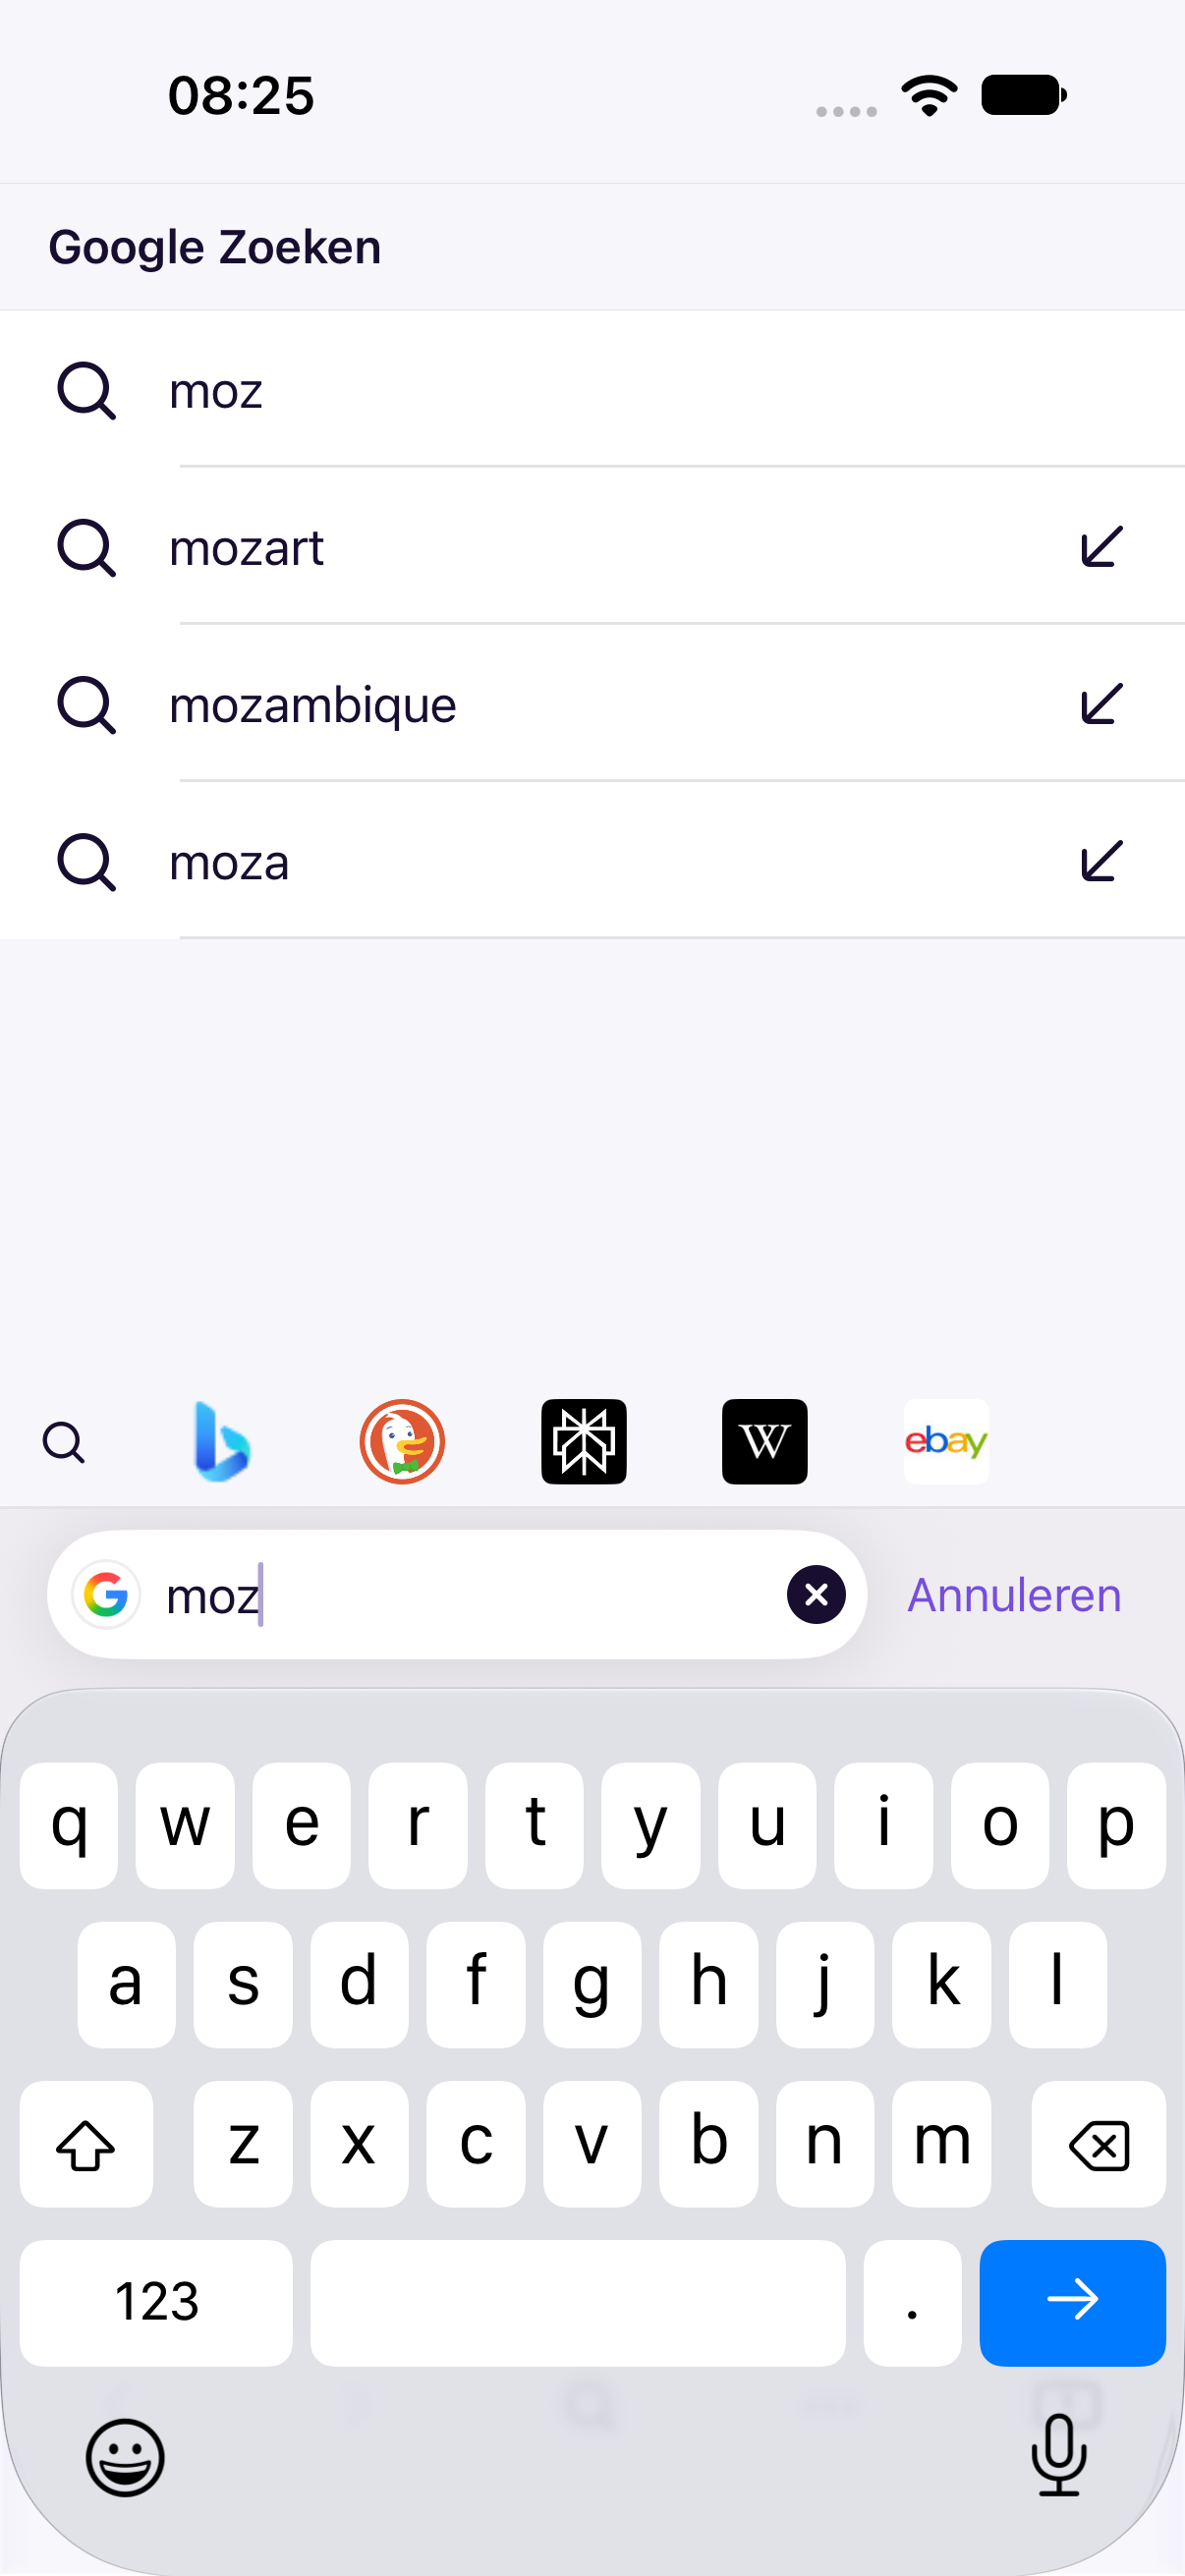 08:25
Google Zoeken
moz
mozart
mozambique
moza
W
ebay
G moz
Annuleren
q w e r t y u i o p
a s d f g h j k l
z x c v b n m
123 .